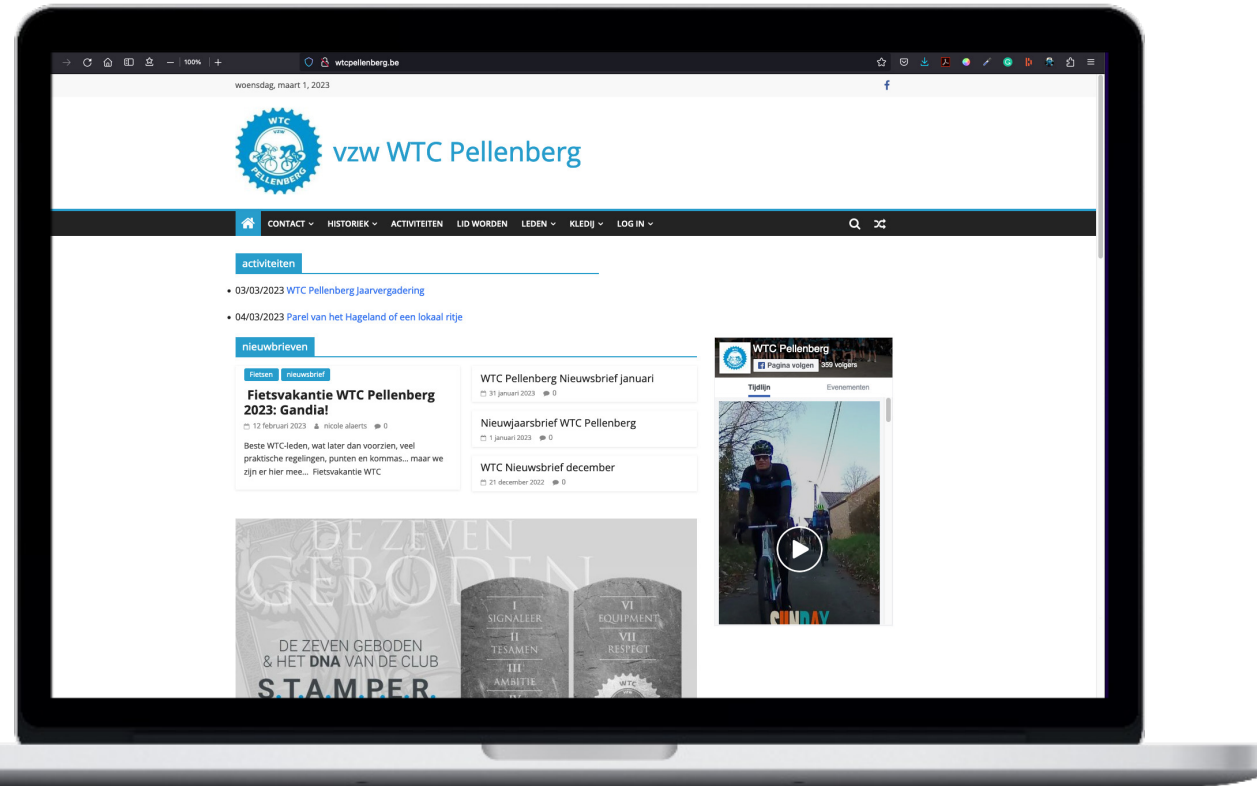 100%
wtcpellenberg.be
woensdag, maart 1, 2023
WTC
VZW
PELLENBERG
vzw WTC Pellenberg
CONTACT
HISTORIEK
ACTIVITEITEN
LID WORDEN
LEDEN
KLEDIJ
LOG IN
activiteiten
• 03/03/2023 WTC Pellenberg Jaarvergadering
• 04/03/2023 Parel van het Hageland of een lokaal ritje
nieuwbrieven
Fietsen
nieuwsbrief
Fietsvakantie WTC Pellenberg
2023: Gandia!
12 februari 2023 nicole alaerts 0
Beste WTC-leden, wat later dan voorzien, veel
praktische regelingen, punten en kommas... maar we
zijn er hier mee... Fietsvakantie WTC
WTC Pellenberg Nieuwsbrief januari
31 januari 2023 0
Nieuwjaarsbrief WTC Pellenberg
1 januari 2023 0
WTC Nieuwsbrief december
21 december 2022 0
WTC Pellenberg
Pagina volgen
359 volgers
Tijdlijn
Evenementen
SUNDAY
DE ZEVEN
GEBODEN
DE ZEVEN GEBODEN
& HET DNA VAN DE CLUB
S.T.A.M.P.E.R.
I
SIGNALEER
II
TESAMEN
III
AMBITIE
IV
VI
EQUIPMENT
VII
RESPECT
WTC